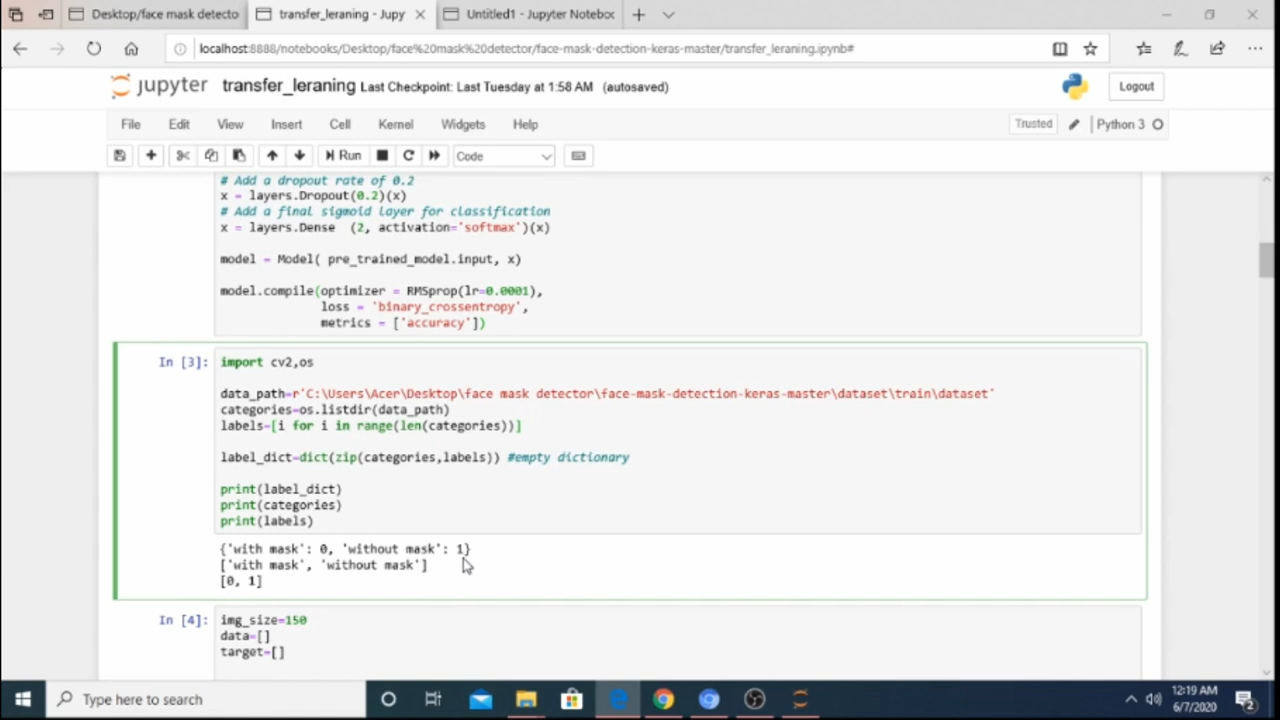 Desktop/face mask detecto
transfer_leraning - Jupy
Untitled1 - Jupyter Notebox
localhost:8888/notebooks/Desktop/face%20mask%20detector/face-mask-detection-keras-master/transfer_leraning.ipynb#
jupyter transfer_leraning Last Checkpoint: Last Tuesday at 1:58 AM (autosaved)
Logout
File Edit View Insert Cell Kernel Widgets Help
Trusted Python 3
Run Code
# Add a dropout rate of 0.2
x = layers.Dropout(0.2)(x)
# Add a final sigmoid layer for classification
x = layers.Dense  (2, activation='softmax')(x)
model = Model( pre_trained_model.input, x)
model.compile(optimizer = RMSprop(lr=0.0001),
loss = 'binary_crossentropy',
metrics = ['accuracy'])
In [3]: import cv2,os
data_path=r'C:\Users\Acer\Desktop\face mask detector\face-mask-detection-keras-master\dataset\train\dataset'
categories=os.listdir(data_path)
labels=[i for i in range(len(categories))]
label_dict=dict(zip(categories,labels)) #empty dictionary
print(label_dict)
print(categories)
print(labels)
{'with mask': 0, 'without mask': 1}
['with mask', 'without mask']
[0, 1]
In [4]: img_size=150
data=[]
target=[]
Type here to search
12:19 AM
6/7/2020
2